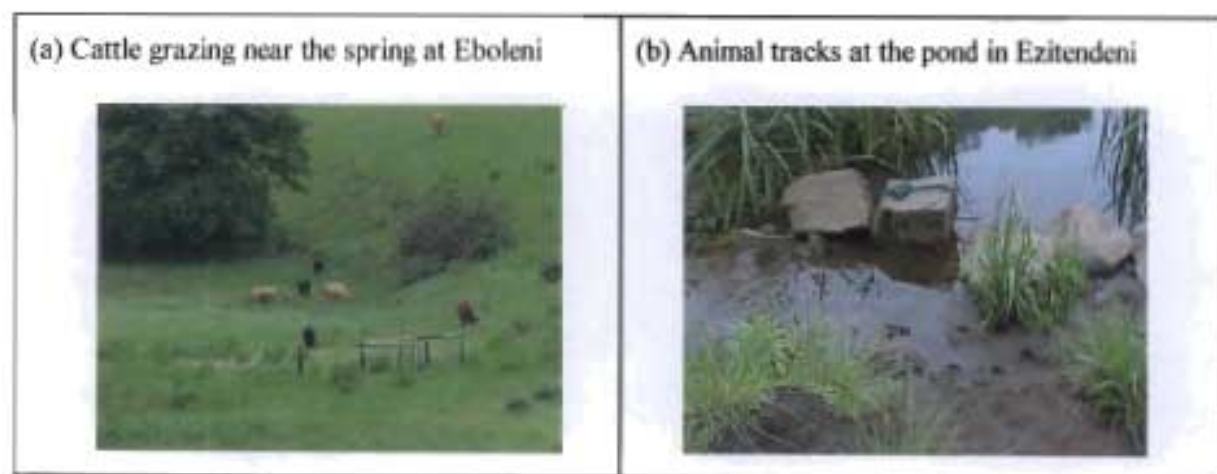 (a) Cattle grazing near the spring at Eboleni
(b) Animal tracks at the pond in Ezitendeni